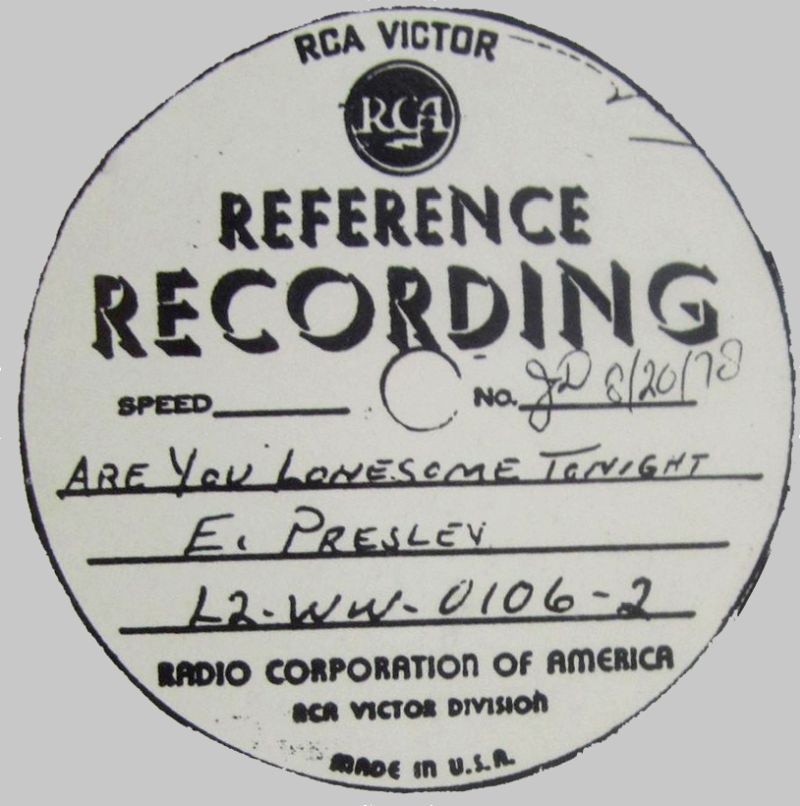 RCA VICTOR
RCA
REFERENCE
RECORDING
SPEED NO. JD 8/20/78
ARE YOU LONESOME TONIGHT
E. PRESLEY
L2-WW-0106-2
RADIO CORPORATION OF AMERICA
RCA VICTOR DIVISION
MADE IN U.S.A.